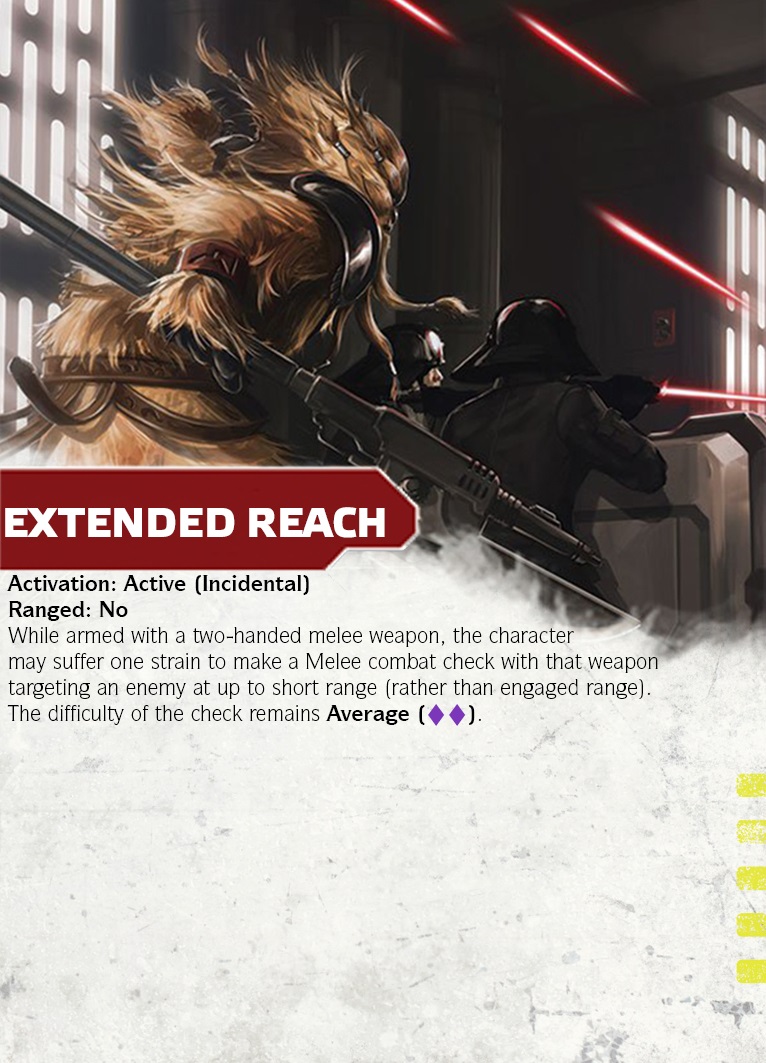 EXTENDED REACH
Activation: Active (Incidental)
Ranged: No
While armed with a two-handed melee weapon, the character
may suffer one strain to make a Melee combat check with that weapon
targeting an enemy at up to short range (rather than engaged range).
The difficulty of the check remains Average (♦♦).